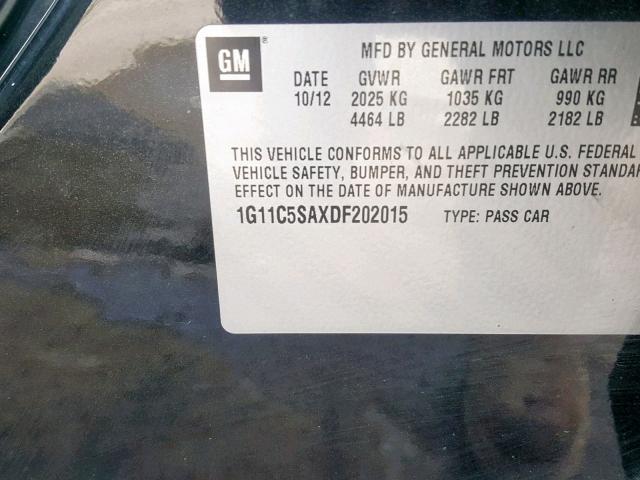 GM ® MFD BY GENERAL MOTORS LLC
DATE GVWR GAWR FRT GAWR RR
10/12 2025 KG 1035 KG 990 KG
4464 LB 2282 LB 2182 LB
THIS VEHICLE CONFORMS TO ALL APPLICABLE U.S. FEDERAL
VEHICLE SAFETY, BUMPER, AND THEFT PREVENTION STANDAR
EFFECT ON THE DATE OF MANUFACTURE SHOWN ABOVE.
1G11C5SAXDF202015 TYPE: PASS CAR